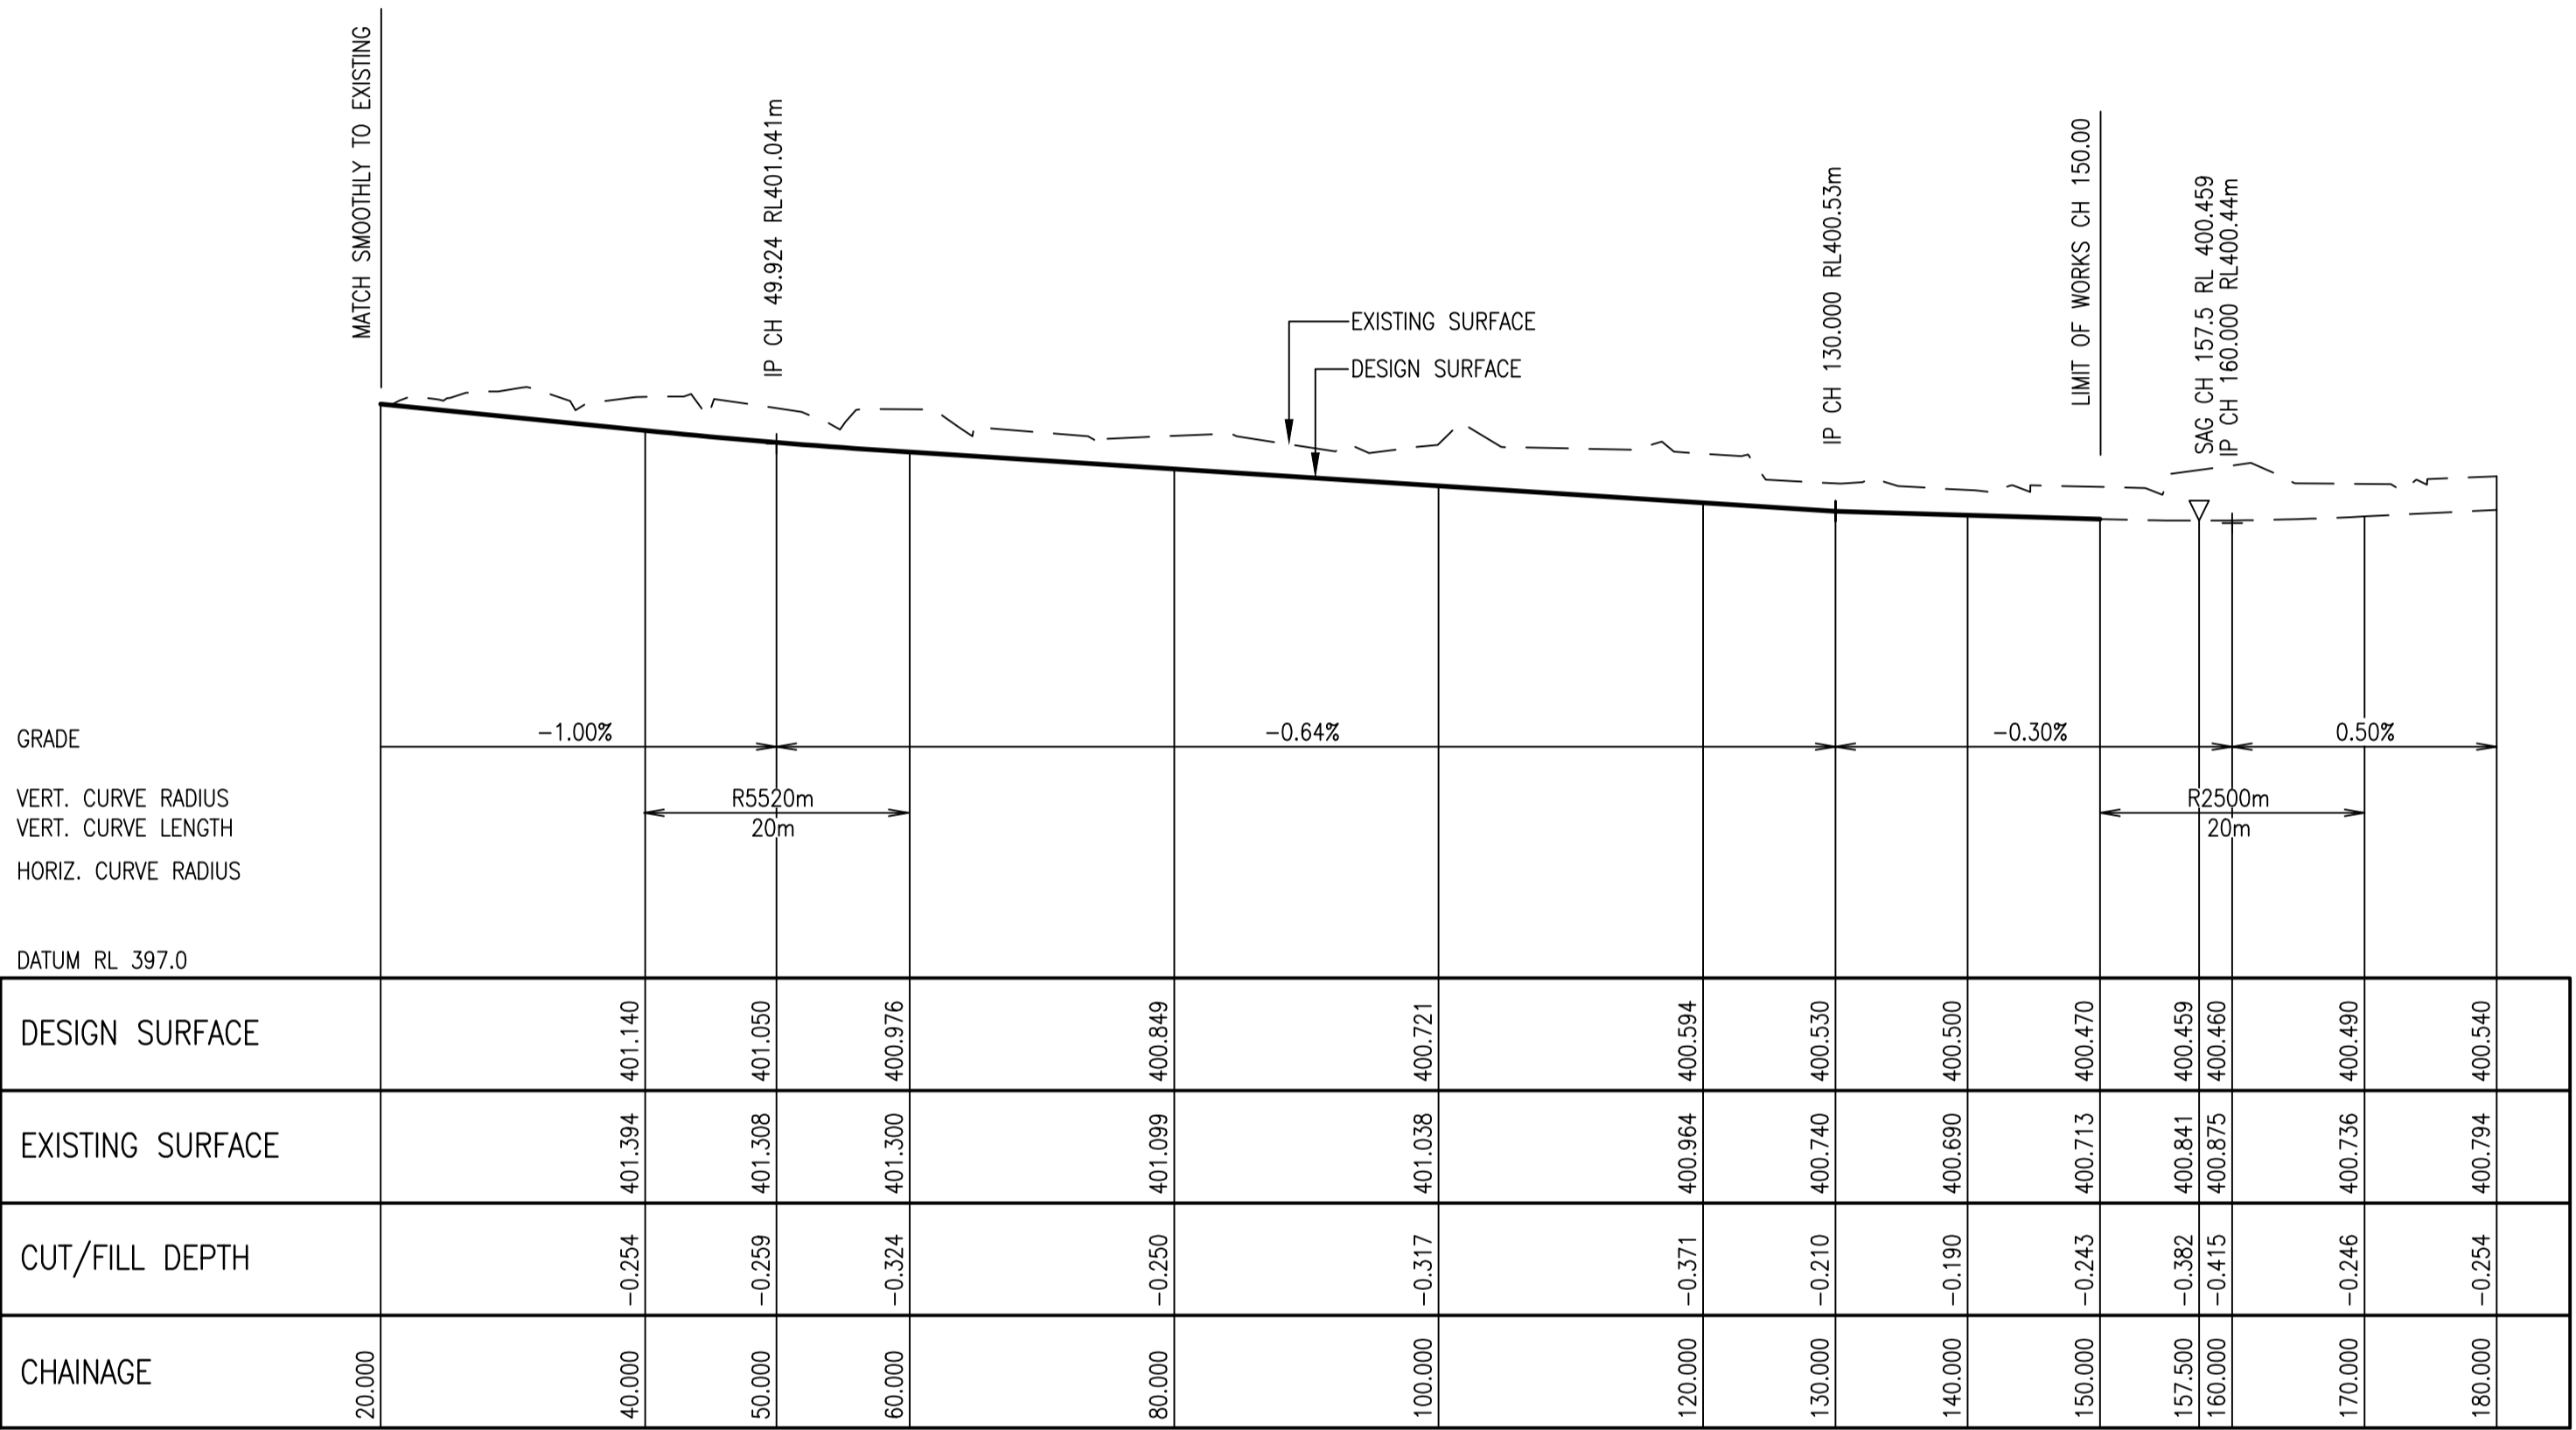 MATCH SMOOTHLY TO EXISTING
IP CH 49.924 RL401.041m
EXISTING SURFACE
DESIGN SURFACE
IP CH 130.000 RL400.53m
LIMIT OF WORKS CH 150.00
SAG CH 157.5 RL 400.459
IP CH 160.000 RL400.44m
GRADE -1.00% -0.64% -0.30% 0.50%
VERT. CURVE RADIUS R5520m R2500m
VERT. CURVE LENGTH 20m 20m
HORIZ. CURVE RADIUS
DATUM RL 397.0
DESIGN SURFACE 401.140 401.050 400.976 400.849 400.721 400.594 400.530 400.500 400.470 400.459 400.460 400.490 400.540
EXISTING SURFACE 401.394 401.308 401.300 401.099 401.038 400.964 400.740 400.690 400.713 400.841 400.875 400.736 400.794
CUT/FILL DEPTH -0.254 -0.259 -0.324 -0.250 -0.317 -0.371 -0.210 -0.190 -0.243 -0.382 -0.415 -0.246 -0.254
CHAINAGE 20.000 40.000 50.000 60.000 80.000 100.000 120.000 130.000 140.000 150.000 157.500 160.000 170.000 180.000